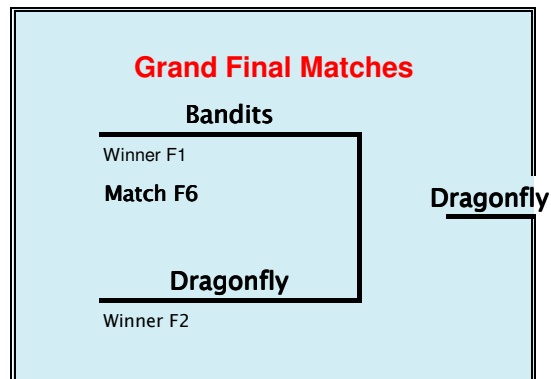 Grand Final Matches
Bandits
Winner F1
Match F6
Dragonfly
Dragonfly
Winner F2